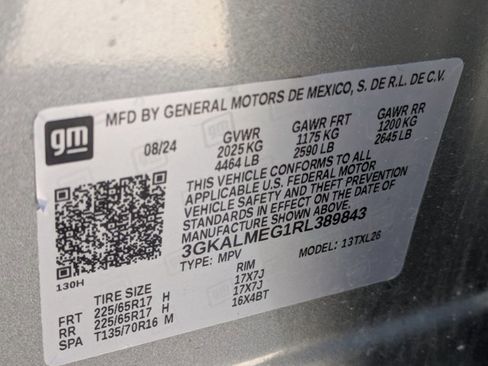 MFD BY GENERAL MOTORS DE MEXICO, S. DE R.L. DE C.V.
gm
08/24 GVWR GAWR FRT GAWR RR
2025 KG 1175 KG 1200 KG
4464 LB 2590 LB 2645 LB
THIS VEHICLE CONFORMS TO ALL
APPLICABLE U.S. FEDERAL MOTOR
VEHICLE SAFETY AND THEFT PREVENTION
STANDARDS IN EFFECT ON THE DATE OF
MANUFACTURE SHOWN ABOVE.
3GKALMEG1RL389843
TYPE: MPV MODEL: 13TXL26
130H
TIRE SIZE RIM
FRT 225/65R17 H 17X7J
RR 225/65R17 H 17X7J
SPA T135/70R16 M 16X4BT